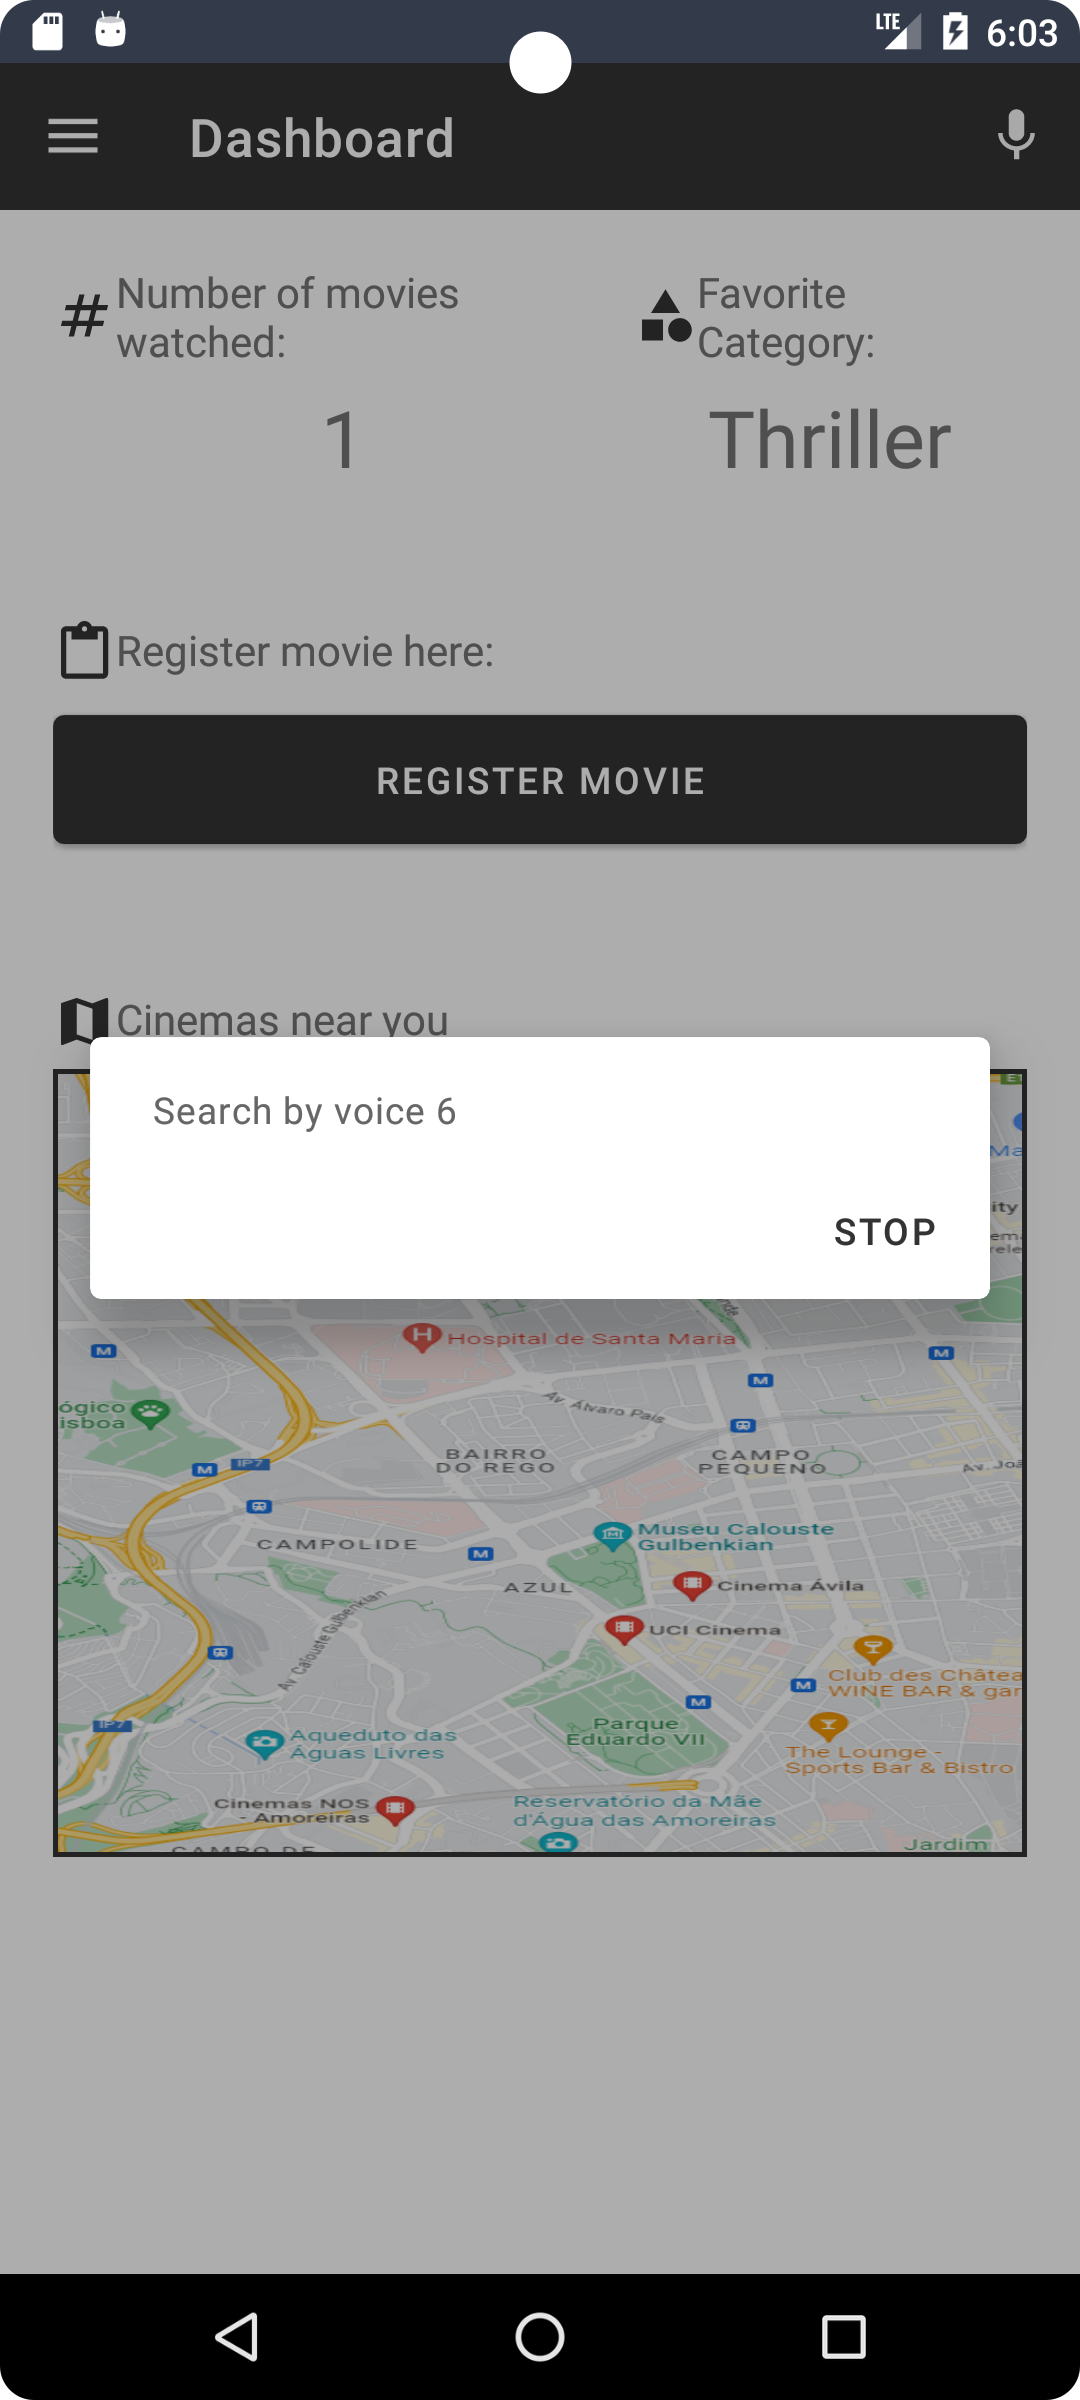 LTE 6:03
Dashboard
Number of movies
watched:
Favorite
Category:
1
Thriller
Register movie here:
REGISTER MOVIE
Cinemas near you
Search by voice 6
STOP
Hospital de Santa Maria
Av. Álvaro Pais
ógico
isboa
BAIRRO
DO REGO
CAMPO
PEQUENO
IP7
Av. Joã
CAMPOLIDE
Museu Calouste
Gulbenkian
AZUL
Cinema Ávila
Av. Calouste Gulbenkian
UCI Cinema
Club des Châtea
WINE BAR & gar
IP7
Parque
Eduardo VII
Aqueduto das
Águas Livres
The Lounge -
Sports Bar & Bistro
Cinemas NOS
- Amoreiras
Reservatório da Mãe
d'Água das Amoreiras
Jardim